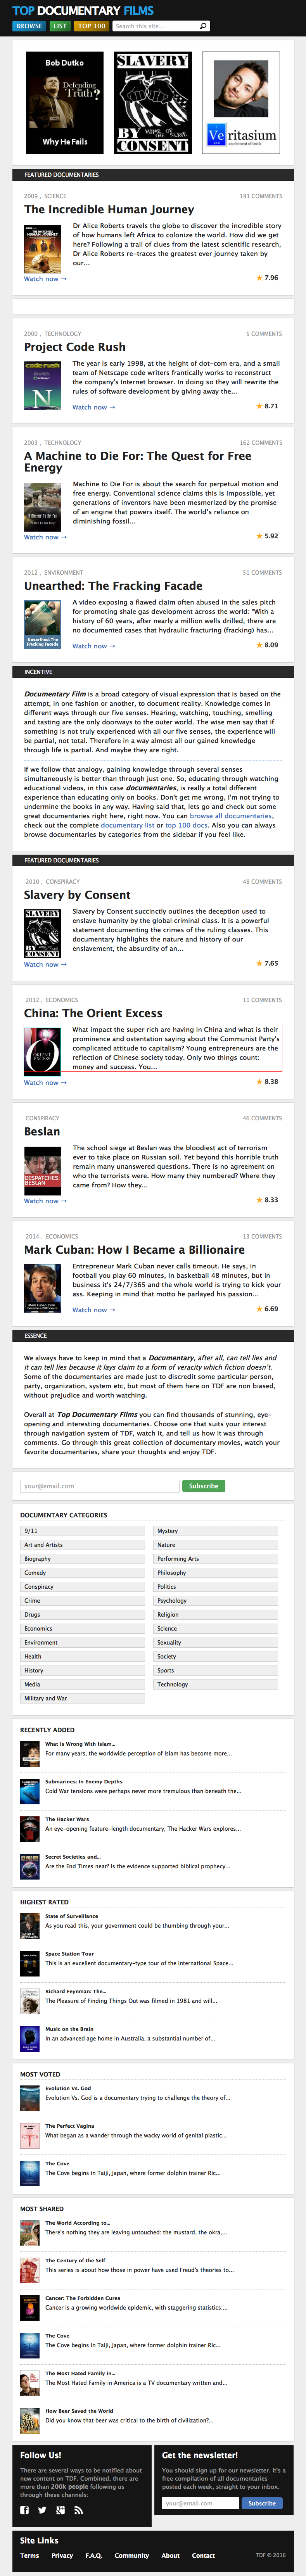 TOP DOCUMENTARY FILMS
BROWSE LIST TOP 100 Search this site...
Bob Dutko
Defending Truth?
Why He Fails
SLAVERY
BY
CONSENT
Veritasium
an element of truth
FEATURED DOCUMENTARIES
2009 , SCIENCE 191 COMMENTS
The Incredible Human Journey
Dr Alice Roberts travels the globe to discover the incredible story
of how humans left Africa to colonize the world. How did we get
here? Following a trail of clues from the latest scientific research,
Dr Alice Roberts re-traces the greatest ever journey taken by
our...
Watch now → 7.96
2000 , TECHNOLOGY 5 COMMENTS
Project Code Rush
code rush
N
The year is early 1998, at the height of dot-com era, and a small
team of Netscape code writers frantically works to reconstruct
the company's Internet browser. In doing so they will rewrite the
rules of software development by giving away the...
Watch now → 8.71
2003 , TECHNOLOGY 162 COMMENTS
A Machine to Die For: The Quest for Free
Energy
Machine to Die For is about the search for perpetual motion and
free energy. Conventional science claims this is impossible, yet
generations of inventors have been mesmerized by the promise
of an engine that powers itself. The world's reliance on
diminishing fossil...
Watch now → 5.92
2012 , ENVIRONMENT 51 COMMENTS
Unearthed: The Fracking Facade
Unearthed: The
Fracking Facade
A video exposing a flawed claim often abused in the sales pitch
for promoting shale gas development across the world: "With a
history of 60 years, after nearly a million wells drilled, there are
no documented cases that hydraulic fracturing (fracking) has...
Watch now → 8.09
INCENTIVE
Documentary Film is a broad category of visual expression that is based on the
attempt, in one fashion or another, to document reality. Knowledge comes in
different ways through our five senses. Hearing, watching, touching, smelling
and tasting are the only doorways to the outer world. The wise men say that if
something is not truly experienced with all our five senses, the experience will
be partial, not total. Therefore in a way almost all our gained knowledge
through life is partial. And maybe they are right.
If we follow that analogy, gaining knowledge through several senses
simultaneously is better than through just one. So, educating through watching
educational videos, in this case documentaries, is really a total different
experience than educating only on books. Don't get me wrong, I'm not trying to
undermine the books in any way. Having said that, lets go and check out some
great documentaries right here, right now. You can browse all documentaries,
check out the complete documentary list or top 100 docs. Also you can always
browse documentaries by categories from the sidebar if you feel like.
FEATURED DOCUMENTARIES
2010 , CONSPIRACY 48 COMMENTS
Slavery by Consent
SLAVERY
BY
CONSENT
Slavery by Consent succinctly outlines the deception used to
enslave humanity by the global criminal class. It is a powerful
statement documenting the crimes of the ruling classes. This
documentary highlights the nature and history of our
enslavement, the absurdity of an...
Watch now → 7.65
2012 , ECONOMICS 11 COMMENTS
China: The Orient Excess
ORIENT
EXCESS
What impact the super rich are having in China and what is their
prominence and ostentation saying about the Communist Party's
complicated attitude to capitalism? Young entrepreneurs are the
reflection of Chinese society today. Only two things count:
money and success. You...
Watch now → 8.38
CONSPIRACY 46 COMMENTS
Beslan
DISPATCHES:
BESLAN
The school siege at Beslan was the bloodiest act of terrorism
ever to take place on Russian soil. Yet beyond this horrible truth
remain many unanswered questions. There is no agreement on
who the terrorists were. How many they numbered? Where they
came from? How they...
Watch now → 8.33
2014 , ECONOMICS 13 COMMENTS
Mark Cuban: How I Became a Billionaire
Entrepreneur Mark Cuban never calls timeout. He says, in
football you play 60 minutes, in basketball 48 minutes, but in
business it's 24/7/365 and the whole world is trying to kick your
ass. Keeping in mind that motto he parlayed his passion...
Watch now → 6.69
ESSENCE
We always have to keep in mind that a Documentary, after all, can tell lies and
it can tell lies because it lays claim to a form of veracity which fiction doesn't.
Some of the documentaries are made just to discredit some particular person,
party, organization, system etc, but most of them here on TDF are non biased,
without prejudice and worth watching.
Overall at Top Documentary Films you can find thousands of stunning, eye-
opening and interesting documentaries. Choose one that suits your interest
through navigation system of TDF, watch it, and tell us how it was through
comments. Go through this great collection of documentary movies, watch your
favorite documentaries, share your thoughts and enjoy TDF.
your@email.com Subscribe
DOCUMENTARY CATEGORIES
9/11 Mystery
Art and Artists Nature
Biography Performing Arts
Comedy Philosophy
Conspiracy Politics
Crime Psychology
Drugs Religion
Economics Science
Environment Sexuality
Health Society
History Sports
Media Technology
Military and War
RECENTLY ADDED
What Is Wrong With Islam...
For many years, the worldwide perception of Islam has become more...
Submarines: In Enemy Depths
Cold War tensions were perhaps never more tremulous than beneath the...
The Hacker Wars
An eye-opening feature-length documentary, The Hacker Wars explores...
Secret Societies and...
Are the End Times near? Is the evidence supported biblical prophecy...
HIGHEST RATED
State of Surveillance
As you read this, your government could be thumbing through your...
Space Station Tour
This is an excellent documentary-type tour of the International Space...
Richard Feynman: The...
The Pleasure of Finding Things Out was filmed in 1981 and will...
Music on the Brain
In an advanced age home in Australia, a substantial number of...
MOST VOTED
Evolution Vs. God
Evolution Vs. God is a documentary trying to challenge the theory of...
The Perfect Vagina
What began as a wander through the wacky world of genital plastic...
The Cove
The Cove begins in Taiji, Japan, where former dolphin trainer Ric...
MOST SHARED
The World According to...
There's nothing they are leaving untouched: the mustard, the okra,...
The Century of the Self
This series is about how those in power have used Freud's theories to...
Cancer: The Forbidden Cures
Cancer is a growing worldwide epidemic, with staggering statistics:...
The Cove
The Cove begins in Taiji, Japan, where former dolphin trainer Ric...
The Most Hated Family in...
The Most Hated Family in America is a TV documentary written and...
How Beer Saved the World
Did you know that beer was critical to the birth of civilization?...
Follow Us!
There are several ways to be notified about
new content on TDF. Combined, there are
more than 200k people following us
through these channels:
Get the newsletter!
You should sign up for our newsletter. It's a
free compilation of all documentaries
posted each week, straight to your inbox.
your@email.com Subscribe
Site Links
Terms Privacy F.A.Q. Community About Contact TDF © 2016